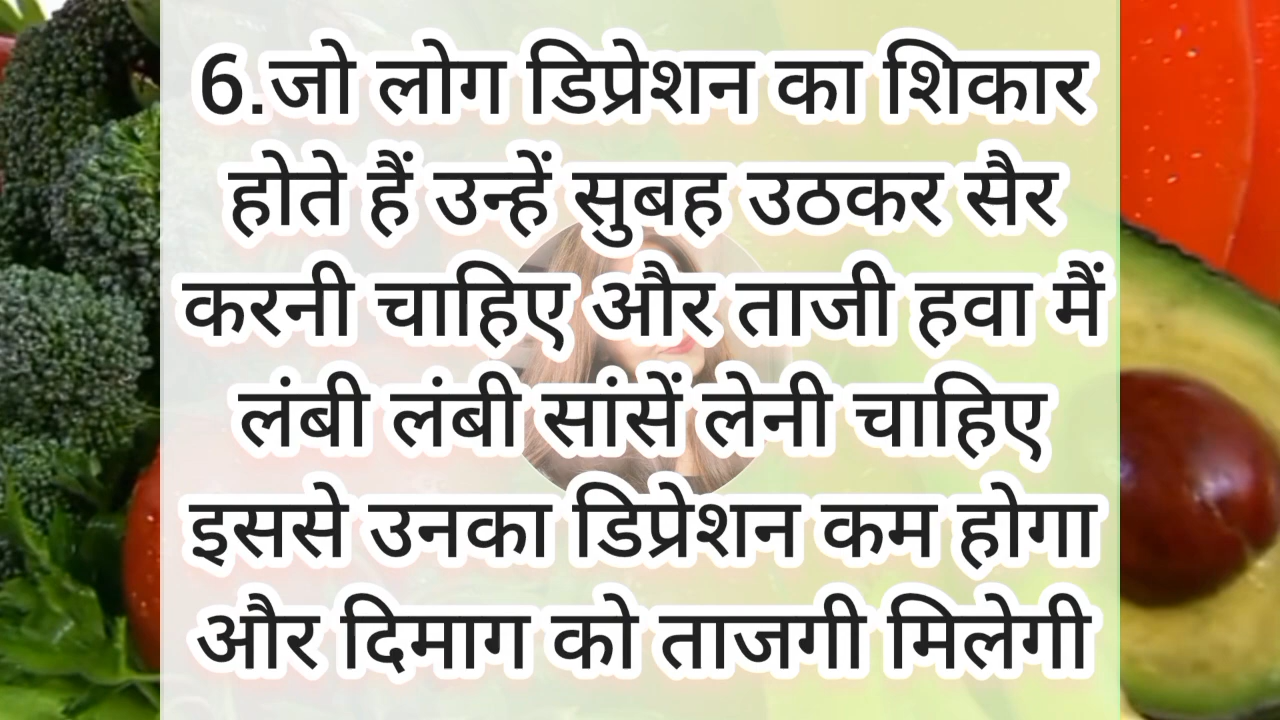 6.जो लोग डिप्रेशन का शिकार
होते हैं उन्हें सुबह उठकर सैर
करनी चाहिए और ताजी हवा मैं
लंबी लंबी सांसें लेनी चाहिए
इससे उनका डिप्रेशन कम होगा
और दिमाग को ताजगी मिलेगी